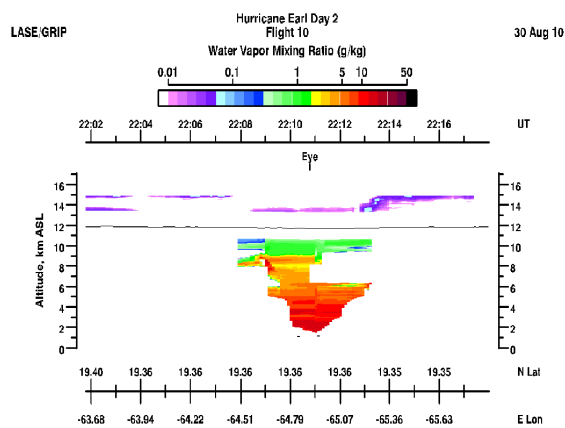 Hurricane Earl Day 2
LASE/GRIP Flight 10 30 Aug 10
Water Vapor Mixing Ratio (g/kg)
0.01 0.1 1 5 10 50
22:02 22:04 22:06 22:08 22:10 22:12 22:14 22:16 UT
Eye
16 16
14 14
12 12
10 10
8 8
6 6
4 4
2 2
0 0
Altitude, km ASL
19.40 19.36 19.36 19.36 19.36 19.35 19.35 19.35 N Lat
-63.68 -63.94 -64.22 -64.51 -64.79 -65.07 -65.36 -65.63 E Lon